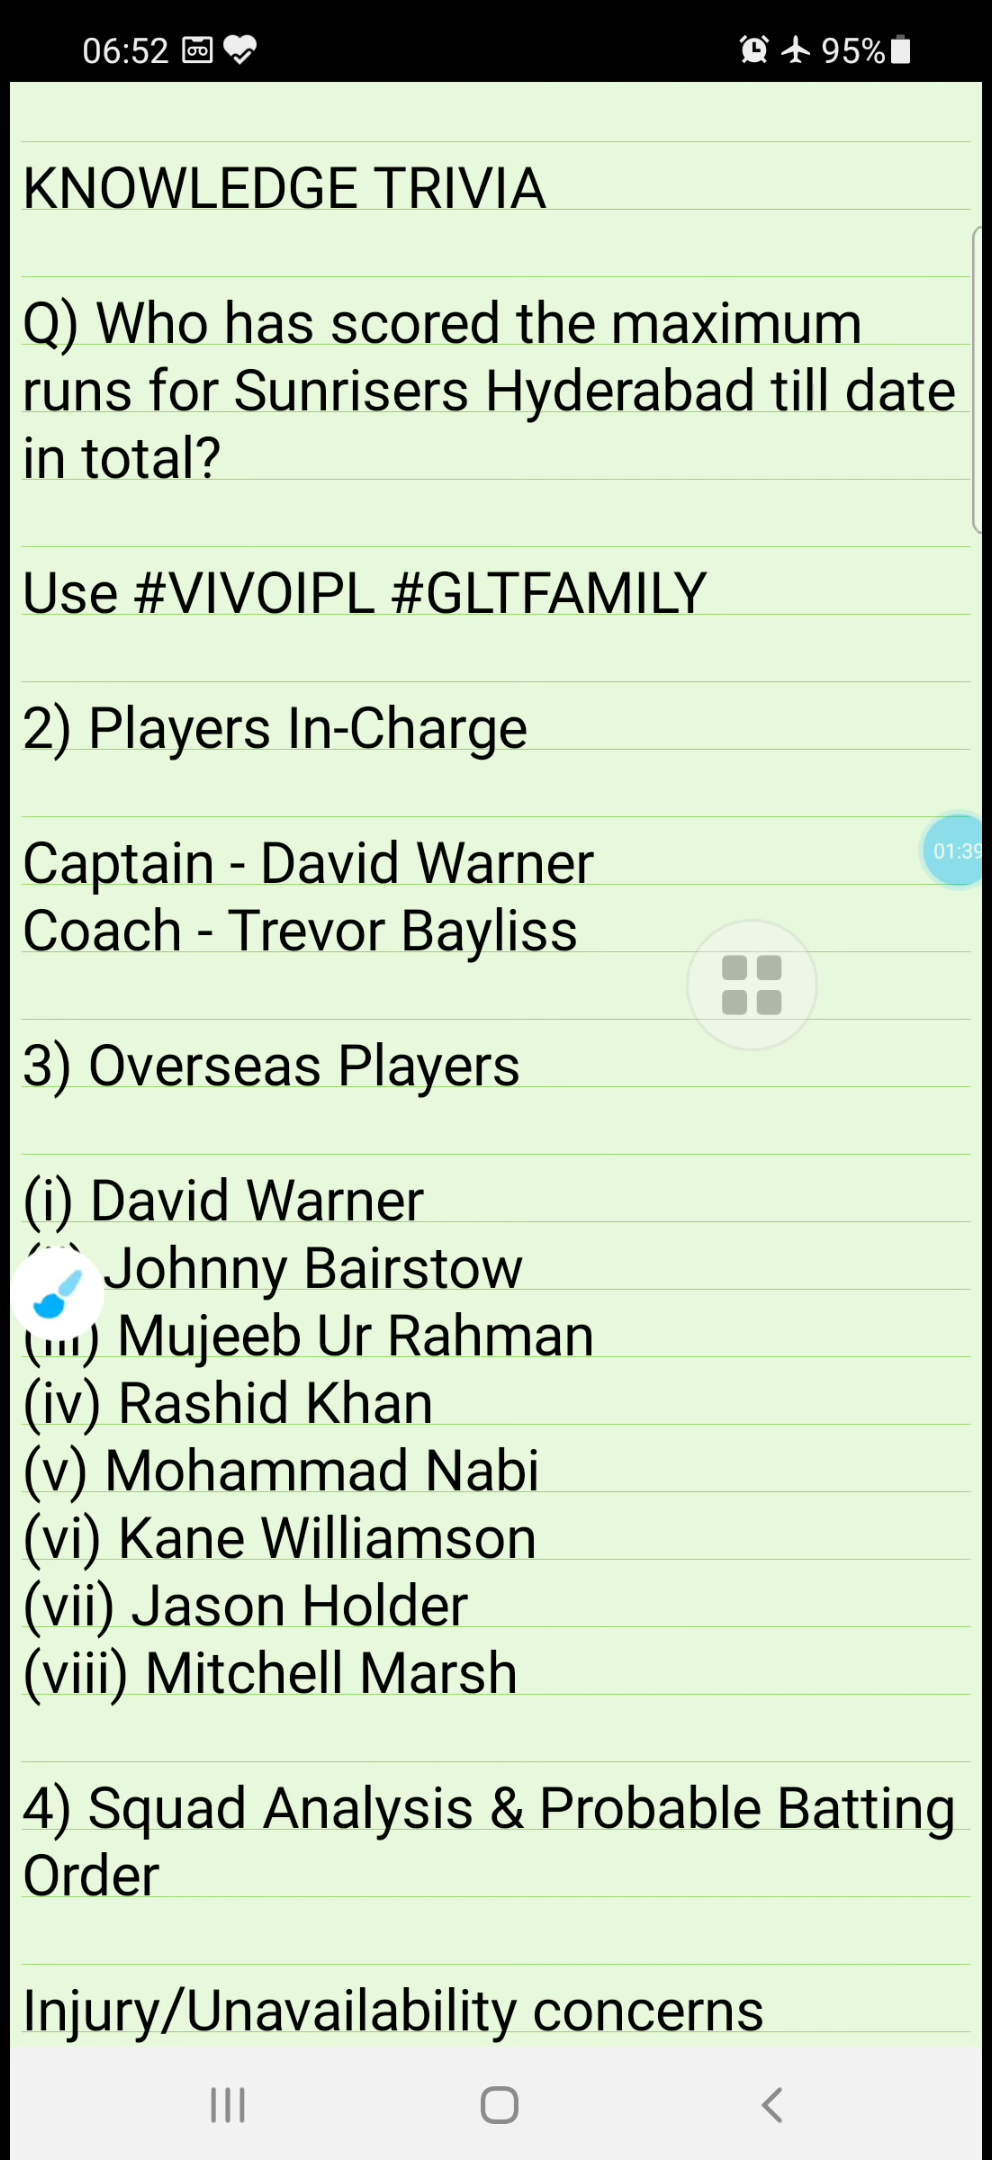 06:52 95%
KNOWLEDGE TRIVIA
Q) Who has scored the maximum
runs for Sunrisers Hyderabad till date
in total?
Use #VIVOIPL #GLTFAMILY
2) Players In-Charge
Captain - David Warner
01:39
Coach - Trevor Bayliss
3) Overseas Players
(i) David Warner
Johnny Bairstow
(iii) Mujeeb Ur Rahman
(iv) Rashid Khan
(v) Mohammad Nabi
(vi) Kane Williamson
(vii) Jason Holder
(viii) Mitchell Marsh
4) Squad Analysis & Probable Batting
Order
Injury/Unavailability concerns